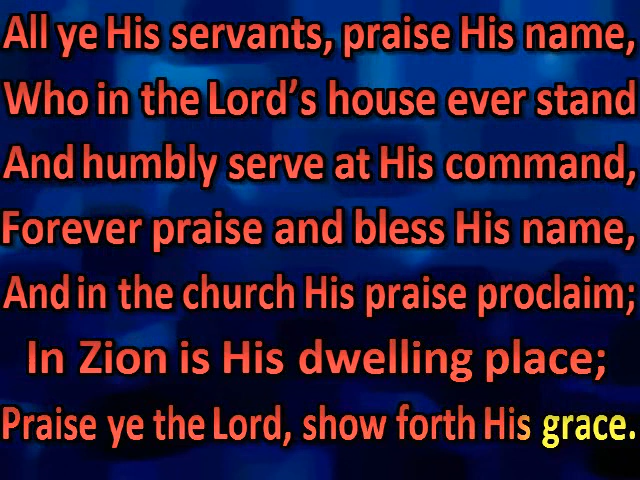 All ye His servants, praise His name,
Who in the Lord’s house ever stand
And humbly serve at His command,
Forever praise and bless His name,
And in the church His praise proclaim;
In Zion is His dwelling place;
Praise ye the Lord, show forth His grace.